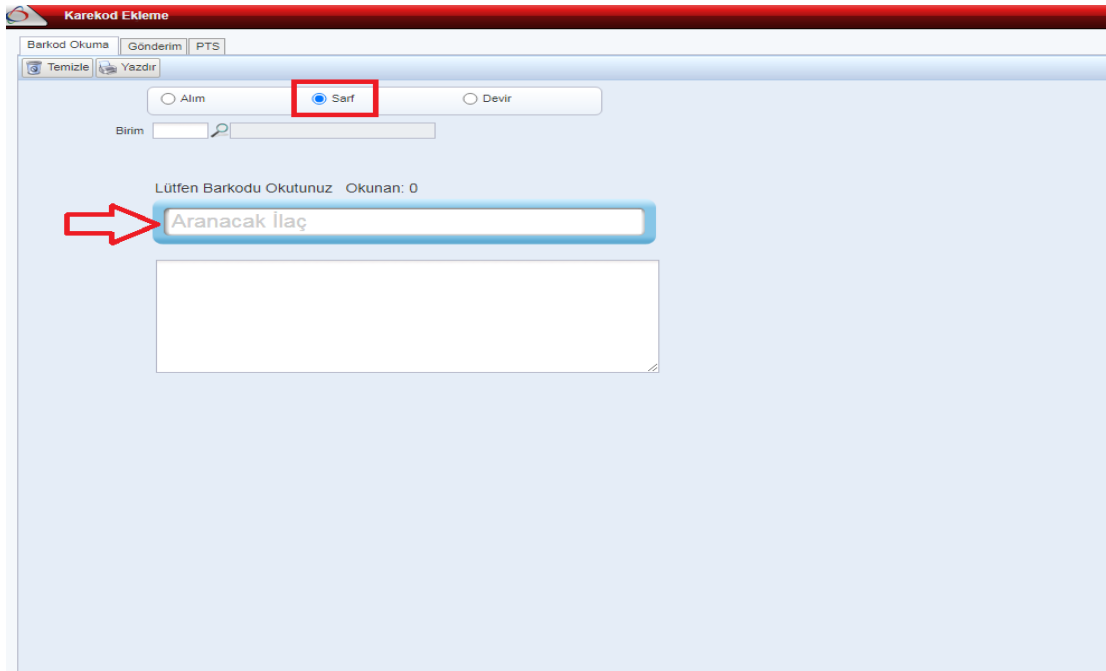 Karekod Ekleme
Barkod Okuma Gönderim PTS
Temizle Yazdır
Alım Sarf Devir
Birim
Lütfen Barkodu Okutunuz Okunan: 0
Aranacak İlaç